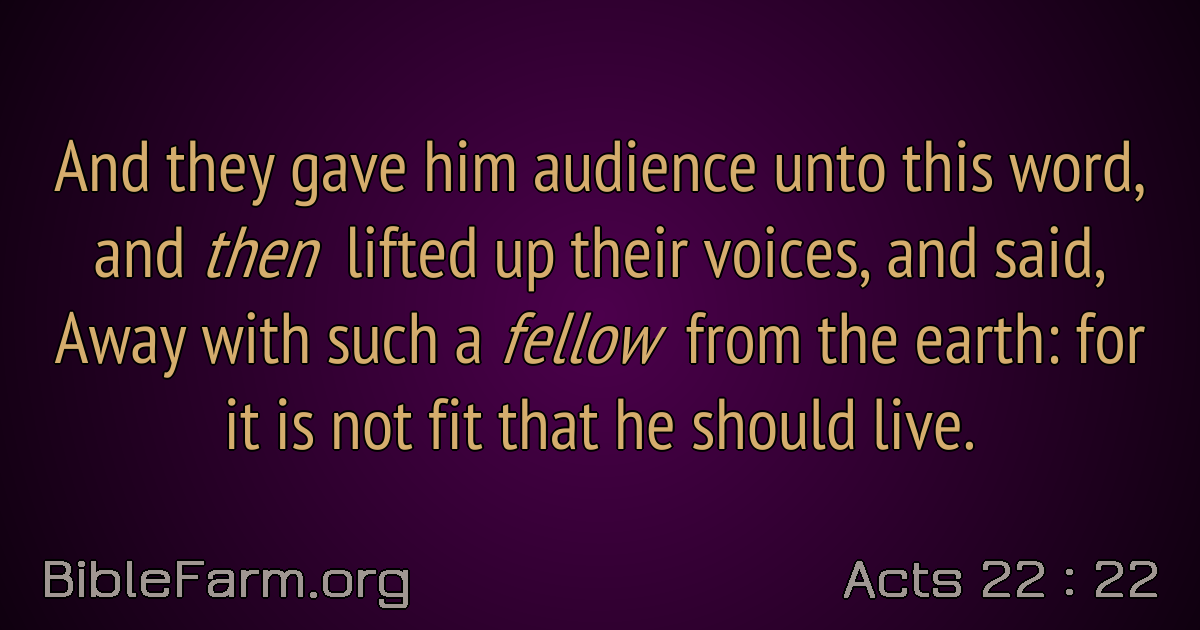 And they gave him audience unto this word,
and then lifted up their voices, and said,
Away with such a fellow from the earth: for
it is not fit that he should live.
BibleFarm.org
Acts 22 : 22